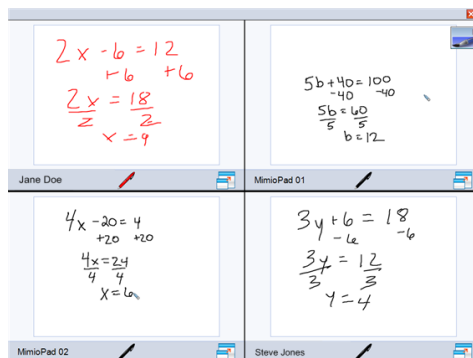 2x - 6 = 12
+6 +6
2x = 18
2 2
x = 9
Jane Doe
5b + 40 = 100
-40 -40
5b = 60
5 5
b = 12
MimioPad 01
4x - 20 = 4
+20 +20
4x = 24
4 4
x = 6
MimioPad 02
3y + 6 = 18
-6 -6
3y = 12
3 3
y = 4
Steve Jones